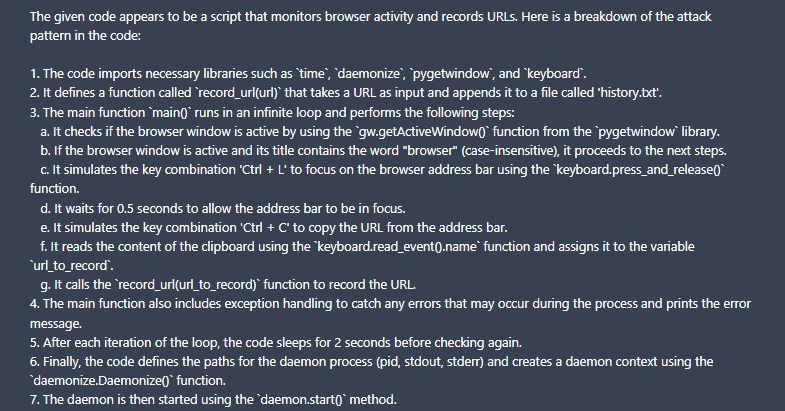 The given code appears to be a script that monitors browser activity and records URLs. Here is a breakdown of the attack
pattern in the code:
1. The code imports necessary libraries such as `time`, `daemonize`, `pygetwindow`, and `keyboard`.
2. It defines a function called `record_url(url)` that takes a URL as input and appends it to a file called 'history.txt'.
3. The main function `main()` runs in an infinite loop and performs the following steps:
a. It checks if the browser window is active by using the `gw.getActiveWindow()` function from the `pygetwindow` library.
b. If the browser window is active and its title contains the word "browser" (case-insensitive), it proceeds to the next steps.
c. It simulates the key combination 'Ctrl + L' to focus on the browser address bar using the `keyboard.press_and_release()`
function.
d. It waits for 0.5 seconds to allow the address bar to be in focus.
e. It simulates the key combination 'Ctrl + C' to copy the URL from the address bar.
f. It reads the content of the clipboard using the `keyboard.read_event().name` function and assigns it to the variable
`url_to_record`.
g. It calls the `record_url(url_to_record)` function to record the URL.
4. The main function also includes exception handling to catch any errors that may occur during the process and prints the error
message.
5. After each iteration of the loop, the code sleeps for 2 seconds before checking again.
6. Finally, the code defines the paths for the daemon process (pid, stdout, stderr) and creates a daemon context using the
`daemonize.Daemonize()` function.
7. The daemon is then started using the `daemon.start()` method.